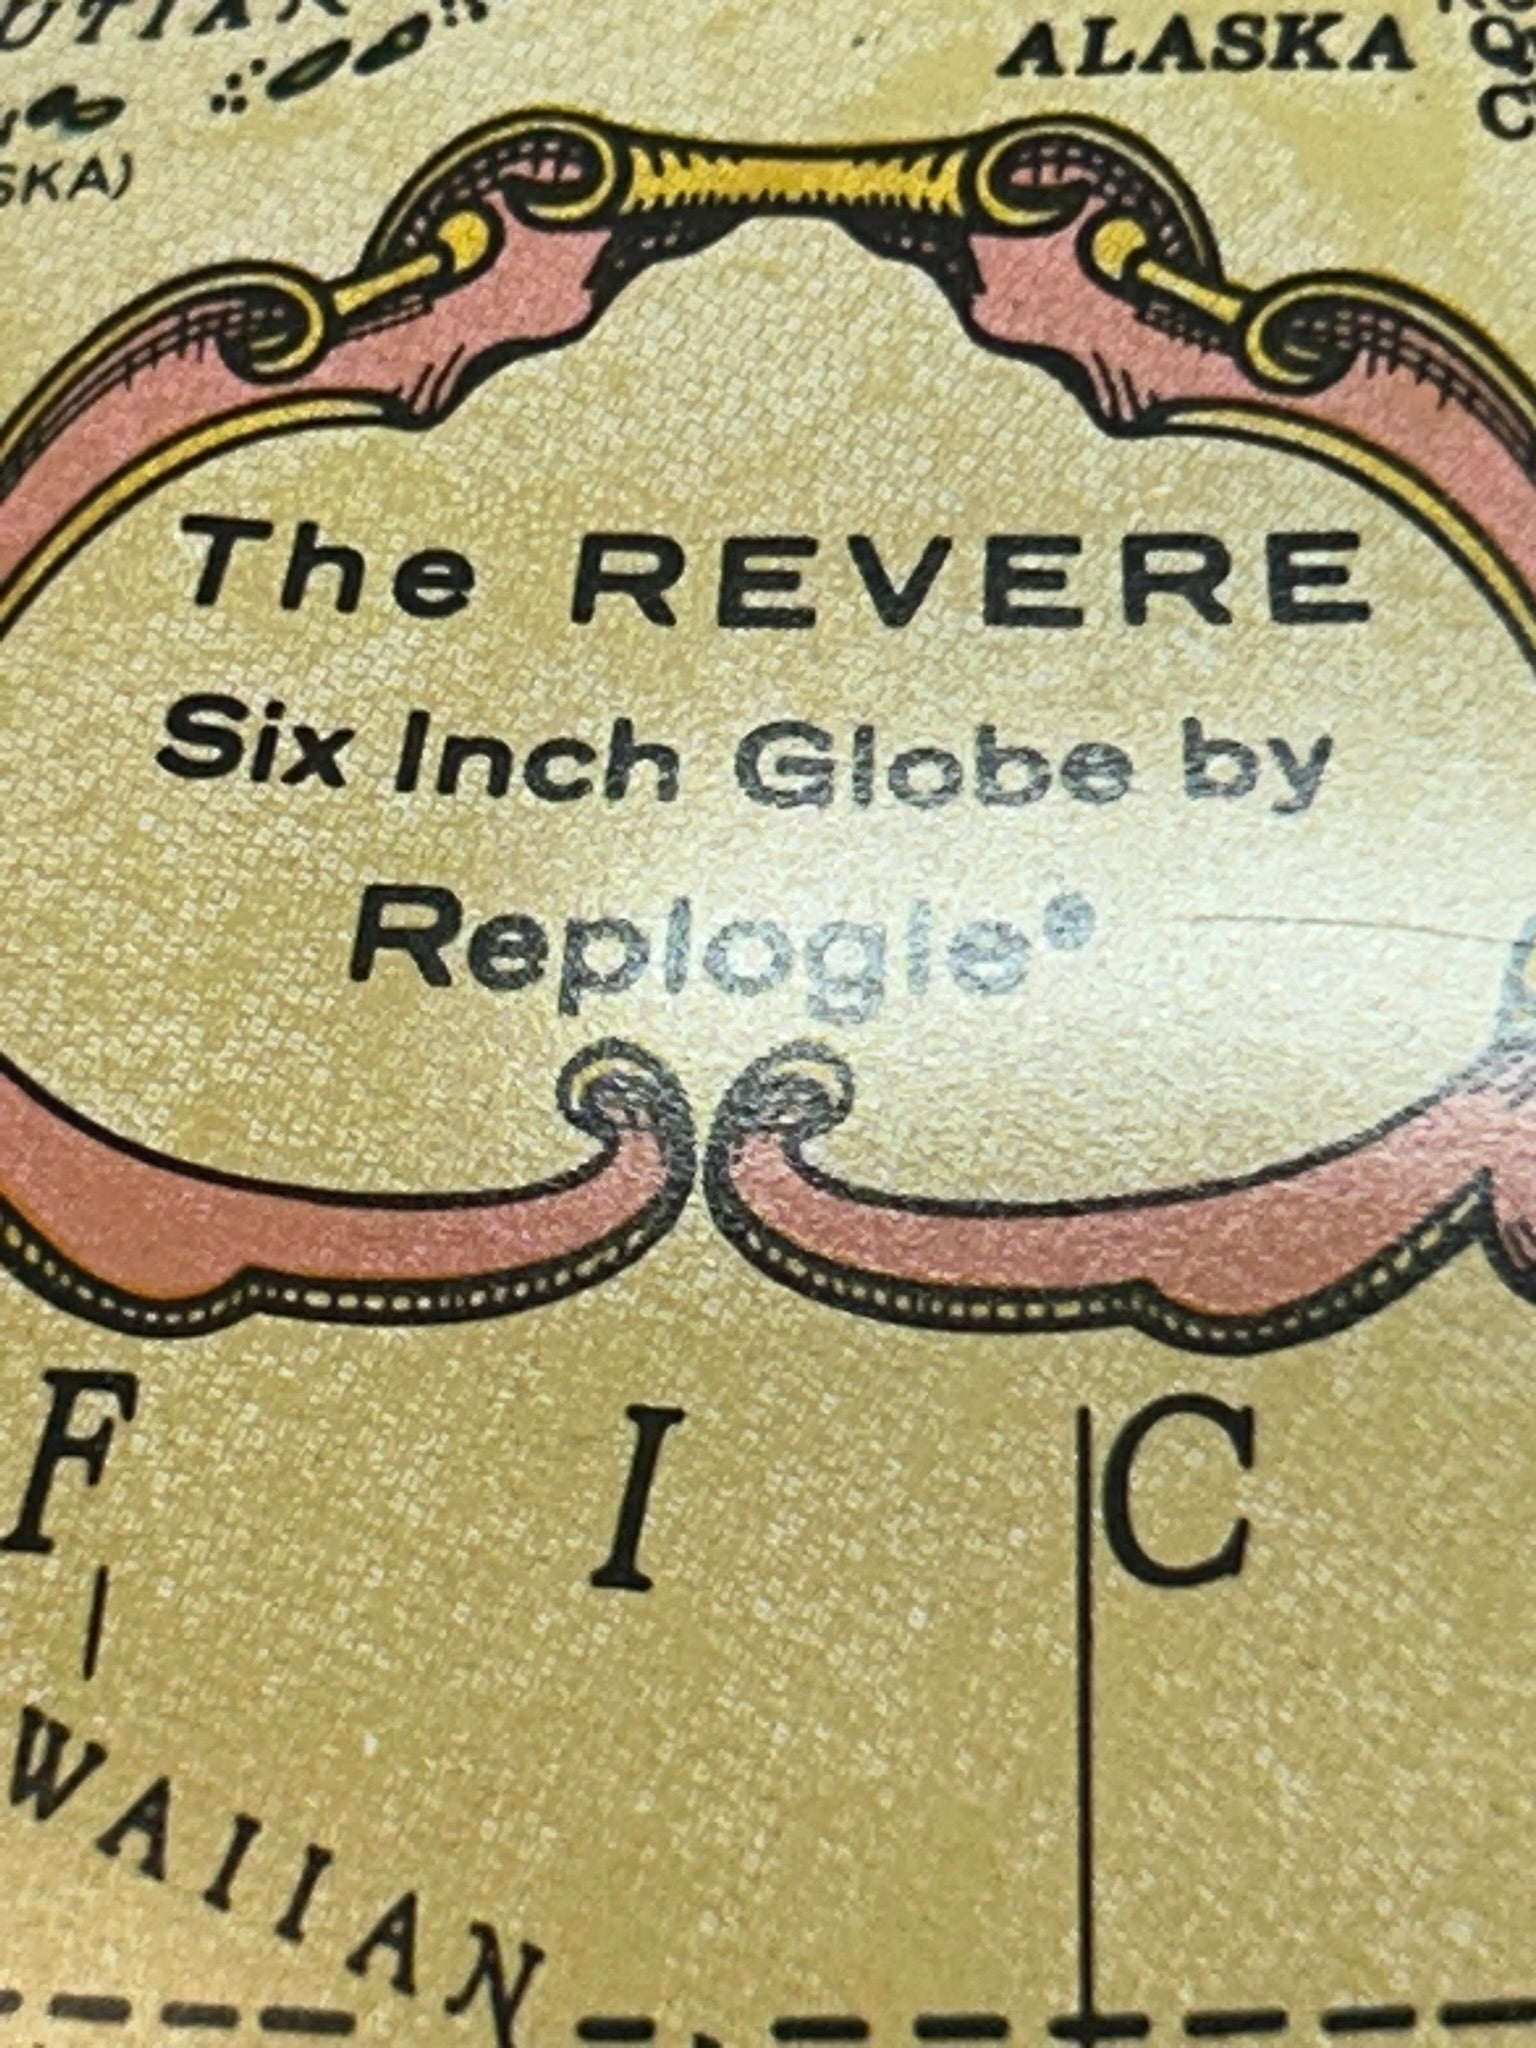 ALASKA
SKA)
The REVERE
Six Inch Globe by
Replogle®
F I C
WAIIAN